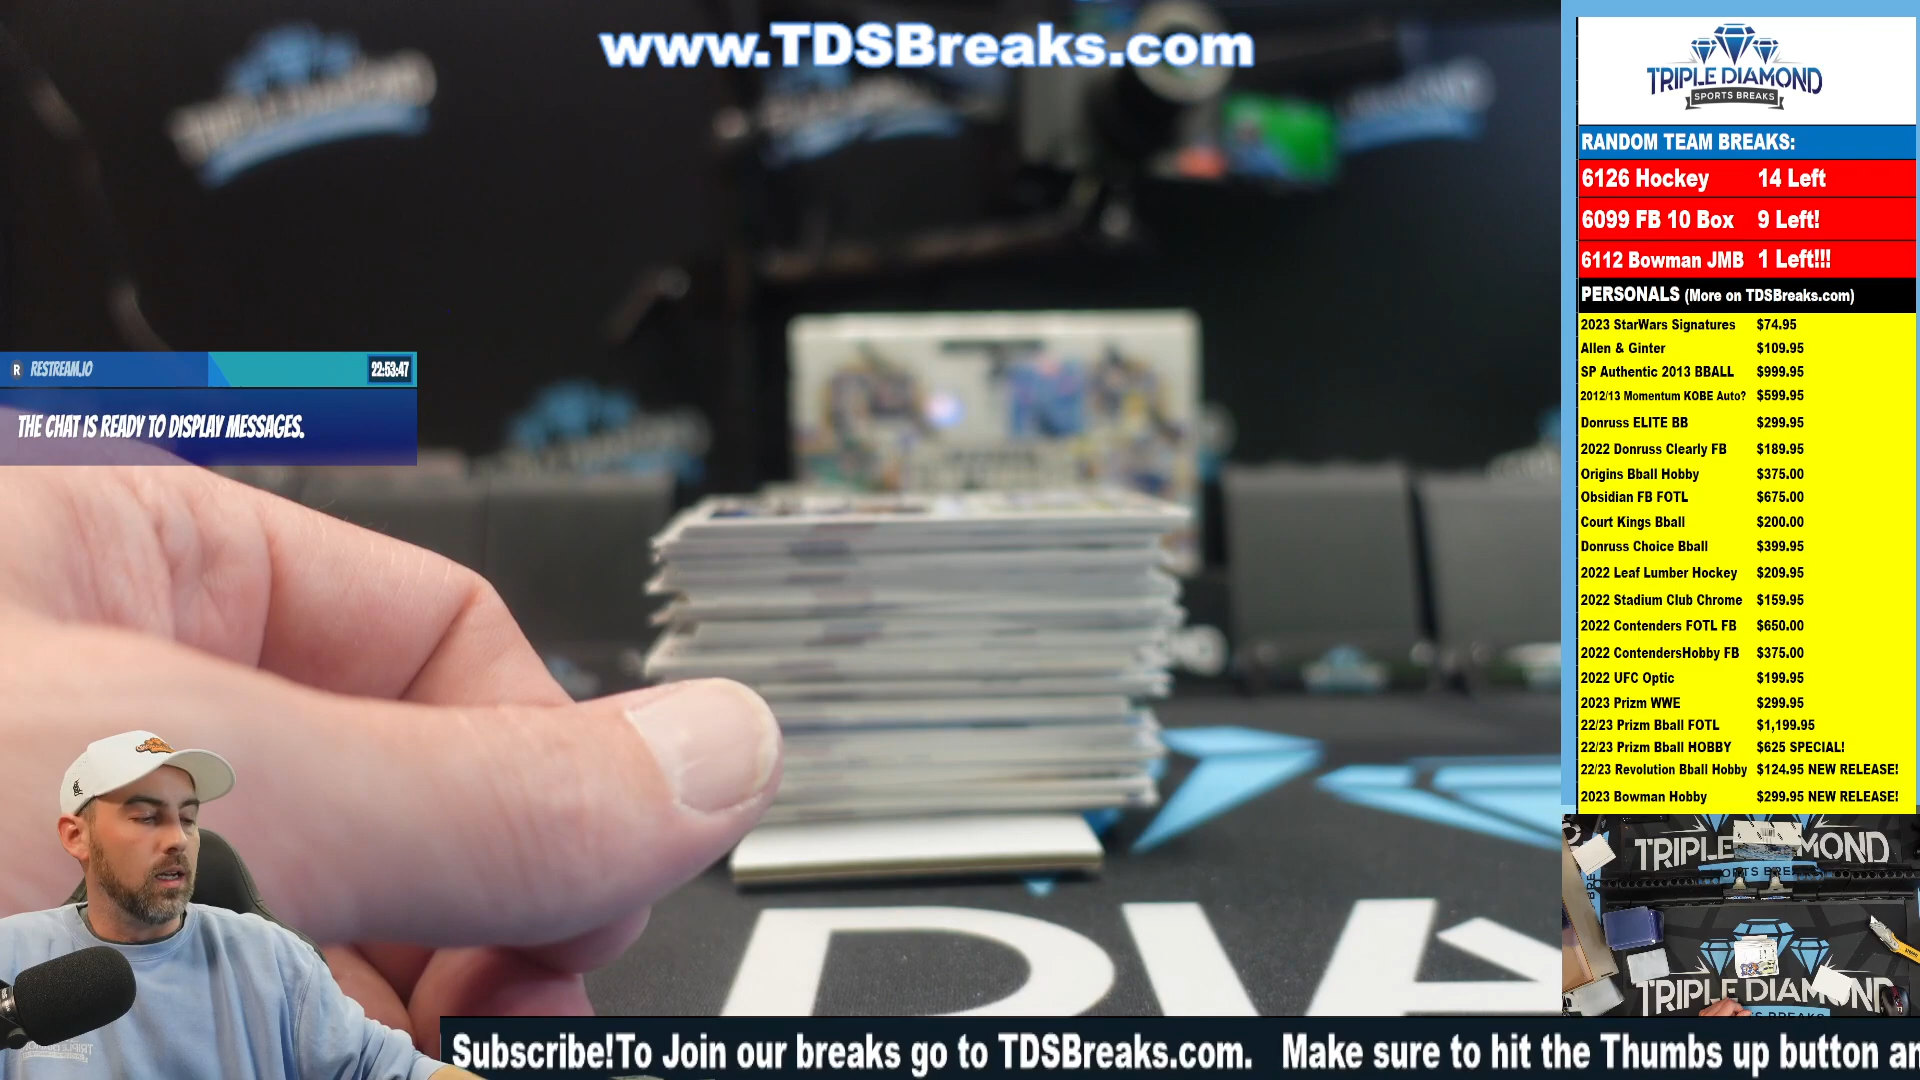 www.TDSBreaks.com
TRIPLE DIAMOND
SPORTS BREAKS
RANDOM TEAM BREAKS:
6126 Hockey 14 Left
6099 FB 10 Box 9 Left!
6112 Bowman JMB 1 Left!!!
PERSONALS (More on TDSBreaks.com)
2023 StarWars Signatures $74.95
Allen & Ginter $109.95
SP Authentic 2013 BBALL $999.95
2012/13 Momentum KOBE Auto? $599.95
Donruss ELITE BB $299.95
2022 Donruss Clearly FB $189.95
Origins Bball Hobby $375.00
Obsidian FB FOTL $675.00
Court Kings Bball $200.00
Donruss Choice Bball $399.95
2022 Leaf Lumber Hockey $209.95
2022 Stadium Club Chrome $159.95
2022 Contenders FOTL FB $650.00
2022 ContendersHobby FB $375.00
2022 UFC Optic $199.95
2023 Prizm WWE $299.95
22/23 Prizm Bball FOTL $1,199.95
22/23 Prizm Bball HOBBY $625 SPECIAL!
22/23 Revolution Bball Hobby $124.95 NEW RELEASE!
2023 Bowman Hobby $299.95 NEW RELEASE!
R RESTREAM.IO 22:53:47
THE CHAT IS READY TO DISPLAY MESSAGES.
TRIPLE MOND
TRIPLE DIAMOND
Subscribe!To Join our breaks go to TDSBreaks.com. Make sure to hit the Thumbs up button an